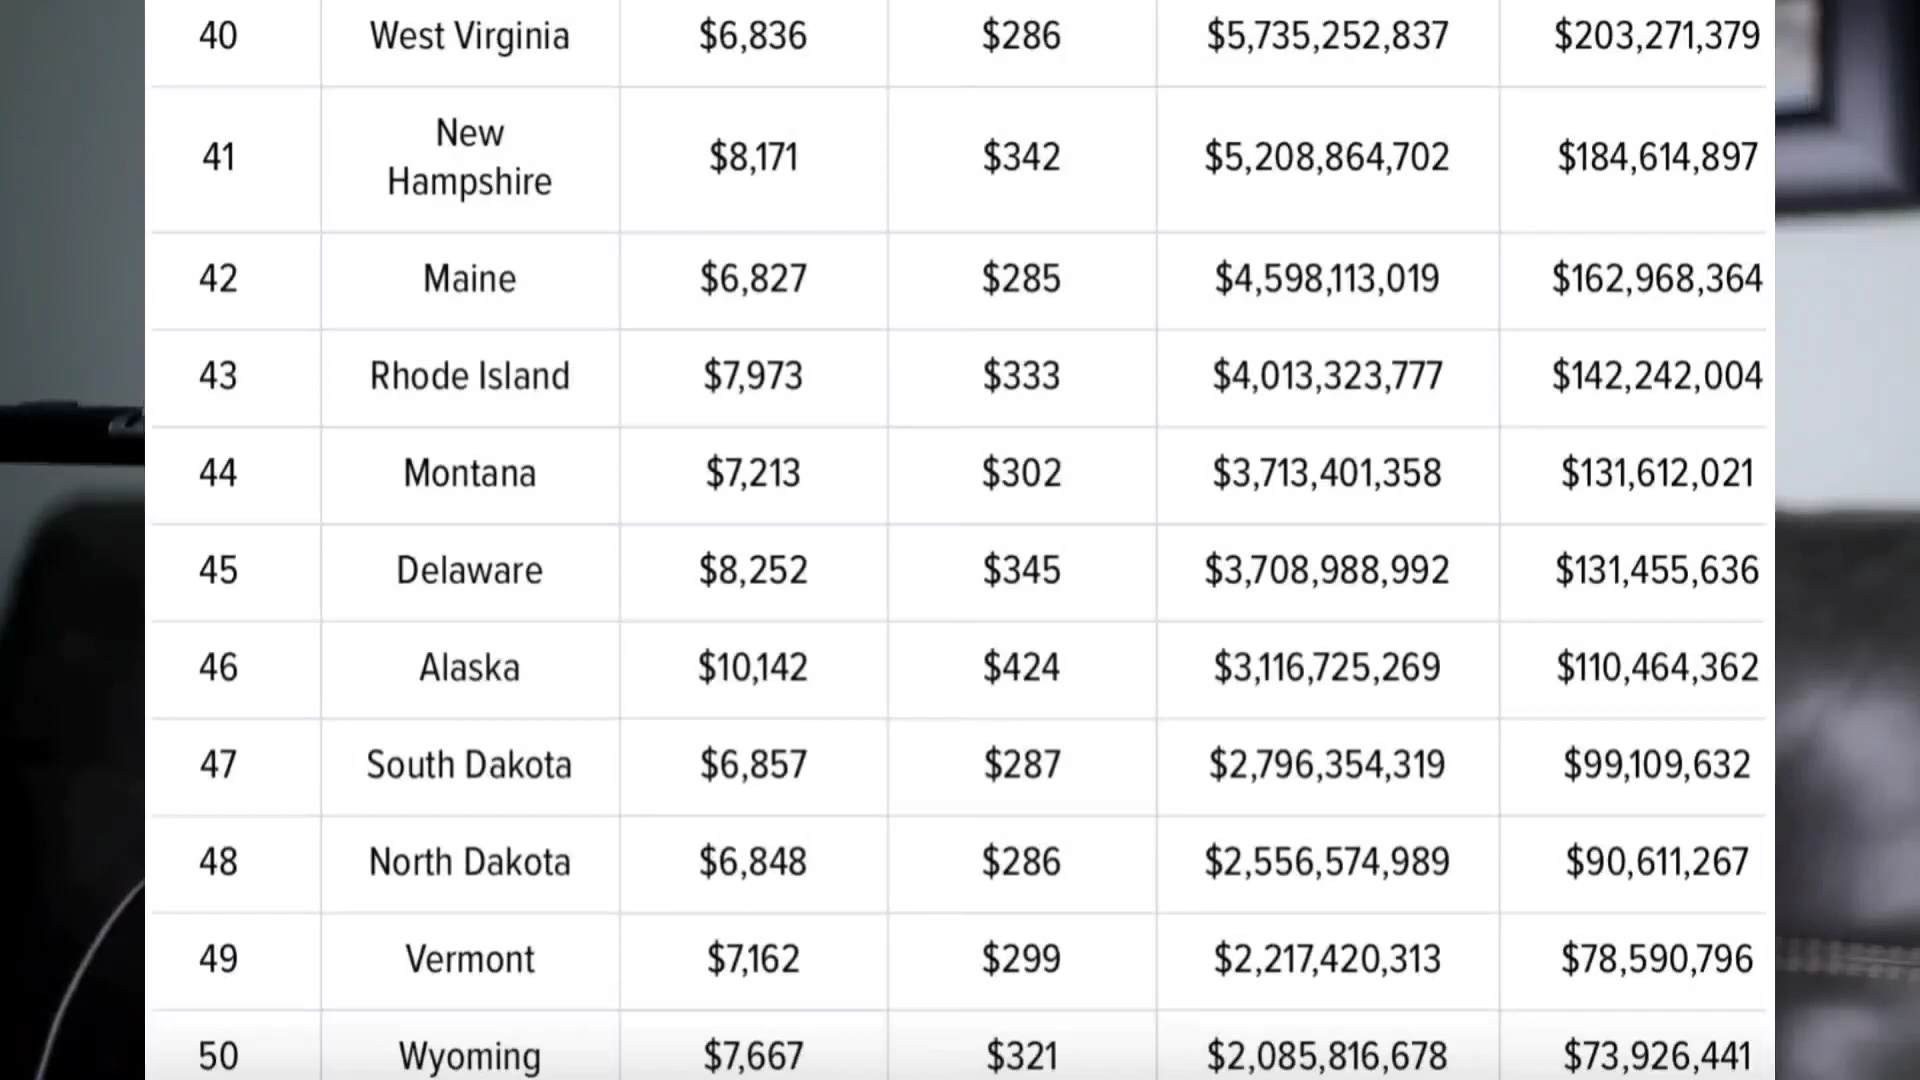 40 West Virginia $6,836 $286 $5,735,252,837 $203,271,379
41 New Hampshire $8,171 $342 $5,208,864,702 $184,614,897
42 Maine $6,827 $285 $4,598,113,019 $162,968,364
43 Rhode Island $7,973 $333 $4,013,323,777 $142,242,004
44 Montana $7,213 $302 $3,713,401,358 $131,612,021
45 Delaware $8,252 $345 $3,708,988,992 $131,455,636
46 Alaska $10,142 $424 $3,116,725,269 $110,464,362
47 South Dakota $6,857 $287 $2,796,354,319 $99,109,632
48 North Dakota $6,848 $286 $2,556,574,989 $90,611,267
49 Vermont $7,162 $299 $2,217,420,313 $78,590,796
50 Wyoming $7,667 $321 $2,085,816,678 $73,926,441